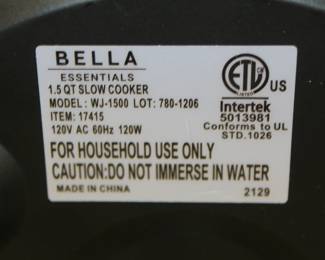 BELLA
ESSENTIALS
1.5 QT SLOW COOKER
MODEL: WJ-1500 LOT: 780-1206
ITEM: 17415
120V AC 60Hz 120W
ETL CM US
LISTED
Intertek
5013981
Conforms to UL
STD.1026
FOR HOUSEHOLD USE ONLY
CAUTION:DO NOT IMMERSE IN WATER
MADE IN CHINA
2129